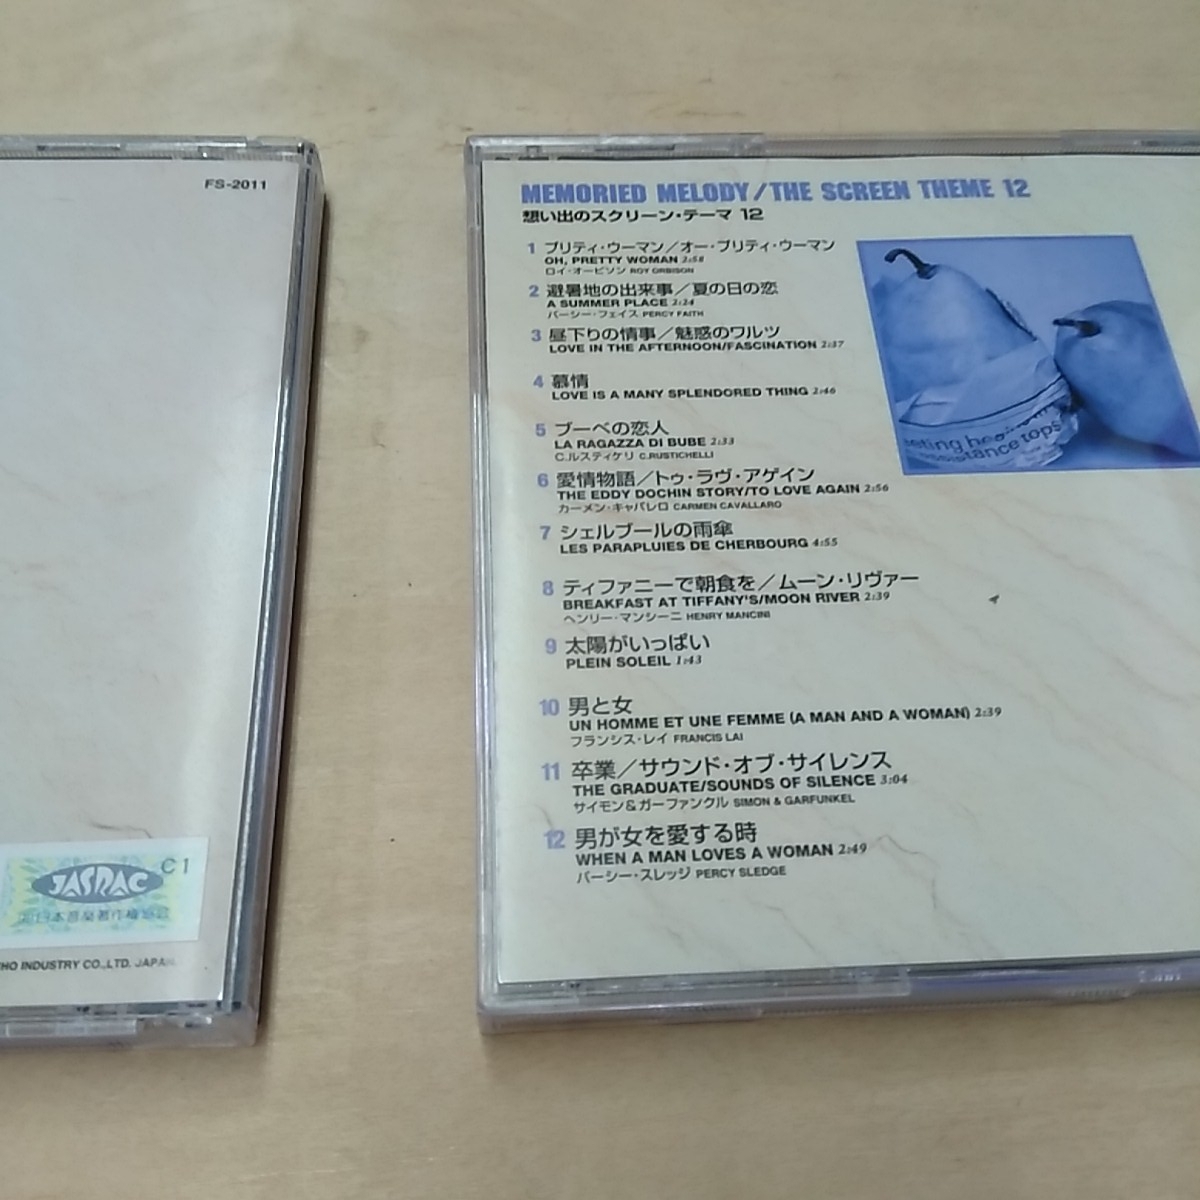 FS-2011
JASRAC
C1
HO INDUSTRY CO.,LTD. JAPAN.
MEMORIED MELODY/THE SCREEN THEME 12
想い出のスクリーン・テーマ 12
1 プリティ・ウーマン/オー・プリティ・ウーマン
OH, PRETTY WOMAN 2:58
ロイ・オービソン ROY ORBISON
2 避暑地の出来事/夏の日の恋
A SUMMER PLACE 2:24
パーシー・フェイス PERCY FAITH
3 昼下りの情事/魅惑のワルツ
LOVE IN THE AFTERNOON/FASCINATION 2:37
4 慕情
LOVE IS A MANY SPLENDORED THING 2:46
5 ブーベの恋人
LA RAGAZZA DI BUBE 2:33
C.ルスティケリ C.RUSTICHELLI
6 愛情物語/トゥ・ラヴ・アゲイン
THE EDDY DOCHIN STORY/TO LOVE AGAIN 2:56
カーメン・キャバレロ CARMEN CAVALLARO
7 シェルブールの雨傘
LES PARAPLUIES DE CHERBOURG 4:55
8 ティファニーで朝食を/ムーン・リヴァー
BREAKFAST AT TIFFANY'S/MOON RIVER 2:39
ヘンリー・マンシーニ HENRY MANCINI
9 太陽がいっぱい
PLEIN SOLEIL 1:43
10 男と女
UN HOMME ET UNE FEMME (A MAN AND A WOMAN) 2:39
フランシス・レイ FRANCIS LAI
11 卒業/サウンド・オブ・サイレンス
THE GRADUATE/SOUNDS OF SILENCE 3:04
サイモン&ガーファンクル SIMON & GARFUNKEL
12 男が女を愛する時
WHEN A MAN LOVES A WOMAN 2:49
パーシー・スレッジ PERCY SLEDGE